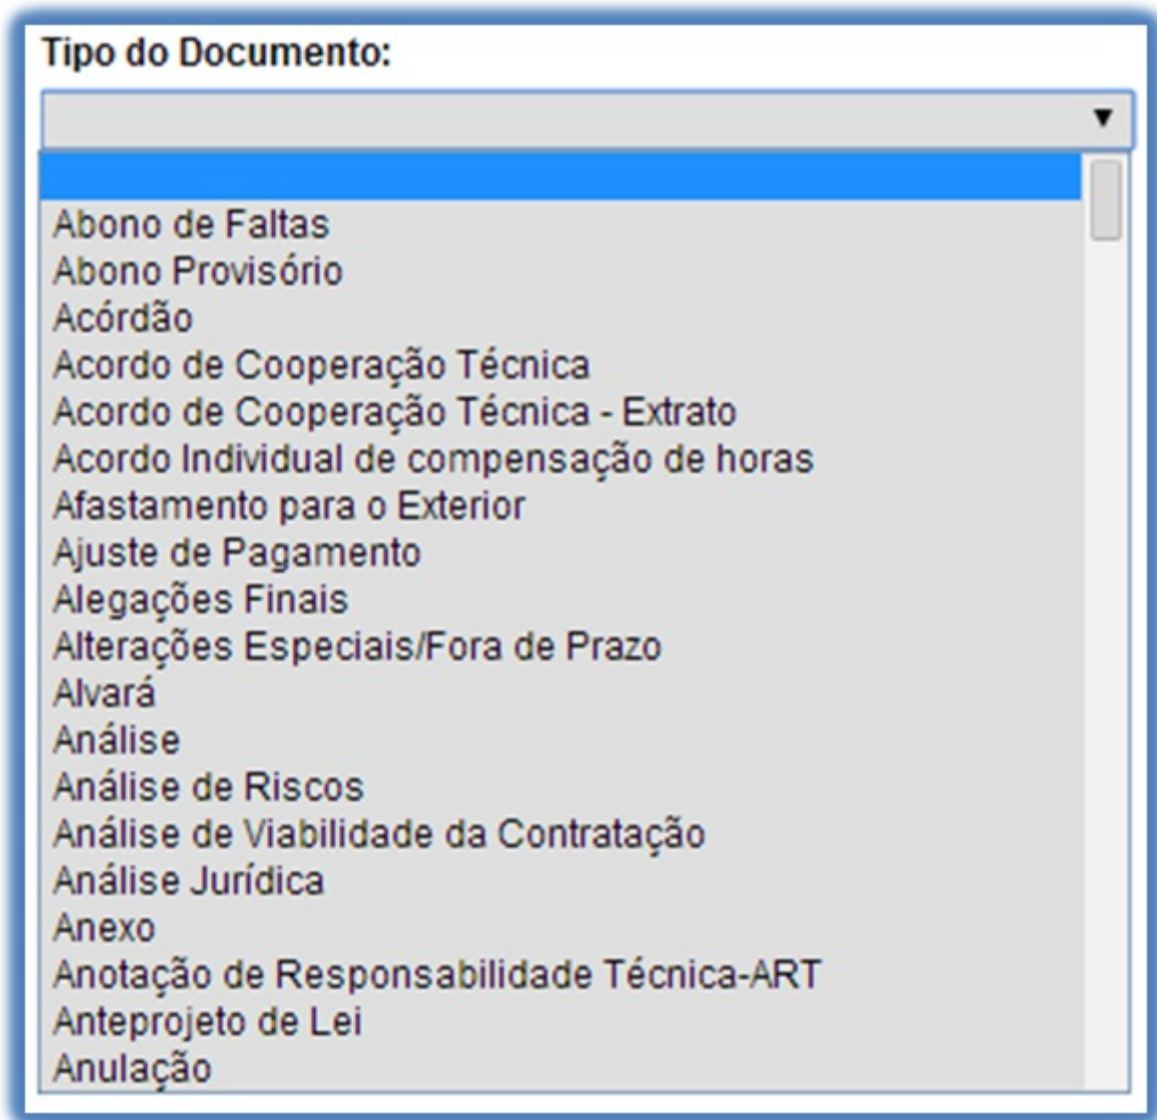 Tipo do Documento:
Abono de Faltas
Abono Provisório
Acórdão
Acordo de Cooperação Técnica
Acordo de Cooperação Técnica - Extrato
Acordo Individual de compensação de horas
Afastamento para o Exterior
Ajuste de Pagamento
Alegações Finais
Alterações Especiais/Fora de Prazo
Alvará
Análise
Análise de Riscos
Análise de Viabilidade da Contratação
Análise Jurídica
Anexo
Anotação de Responsabilidade Técnica-ART
Anteprojeto de Lei
Anulação